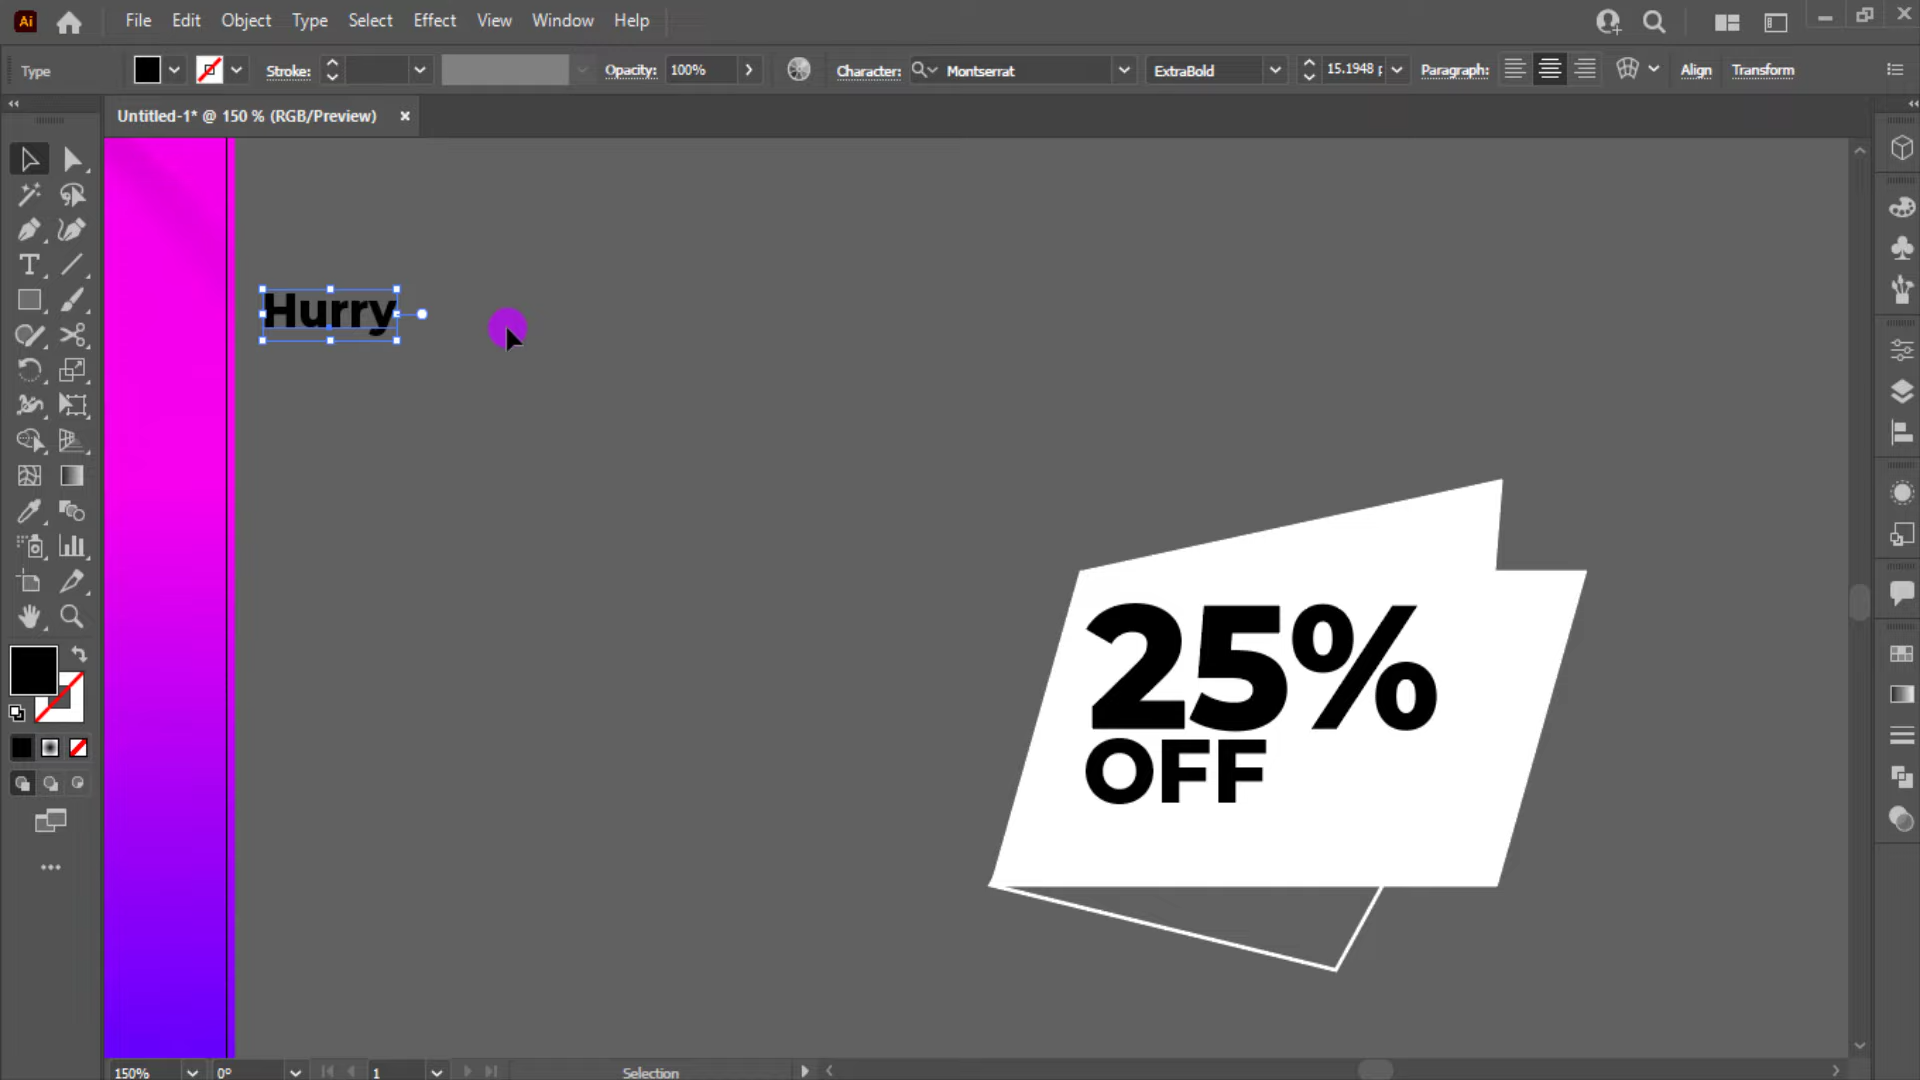 Ai File Edit Object Type Select Effect View Window Help
Type Stroke: Opacity: 100% Character: Montserrat ExtraBold 15.1948 p Paragraph: Align Transform
Untitled-1* @ 150 % (RGB/Preview) ×
Hurry
25%
OFF
150% 0° 1 Selection